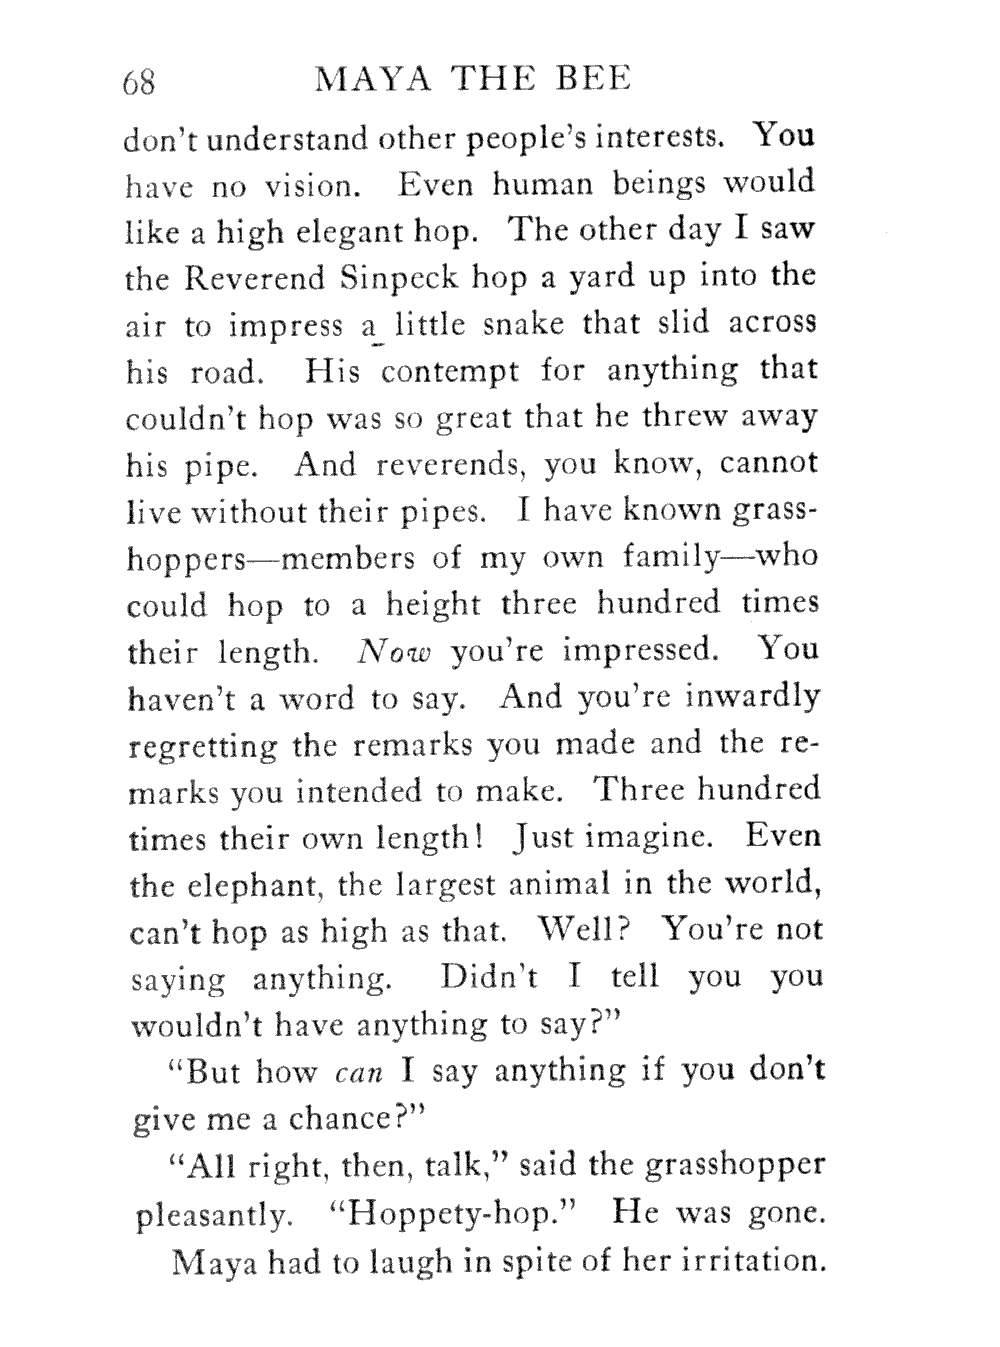 68 MAYA THE BEE
don't understand other people's interests. You
have no vision. Even human beings would
like a high elegant hop. The other day I saw
the Reverend Sinpeck hop a yard up into the
air to impress a little snake that slid across
his road. His contempt for anything that
couldn't hop was so great that he threw away
his pipe. And reverends, you know, cannot
live without their pipes. I have known grass-
hoppers—members of my own family—who
could hop to a height three hundred times
their length. Now you're impressed. You
haven't a word to say. And you're inwardly
regretting the remarks you made and the re-
marks you intended to make. Three hundred
times their own length! Just imagine. Even
the elephant, the largest animal in the world,
can't hop as high as that. Well? You're not
saying anything. Didn't I tell you you
wouldn't have anything to say?"
"But how can I say anything if you don't
give me a chance?"
"All right, then, talk," said the grasshopper
pleasantly. "Hoppety-hop." He was gone.
Maya had to laugh in spite of her irritation.